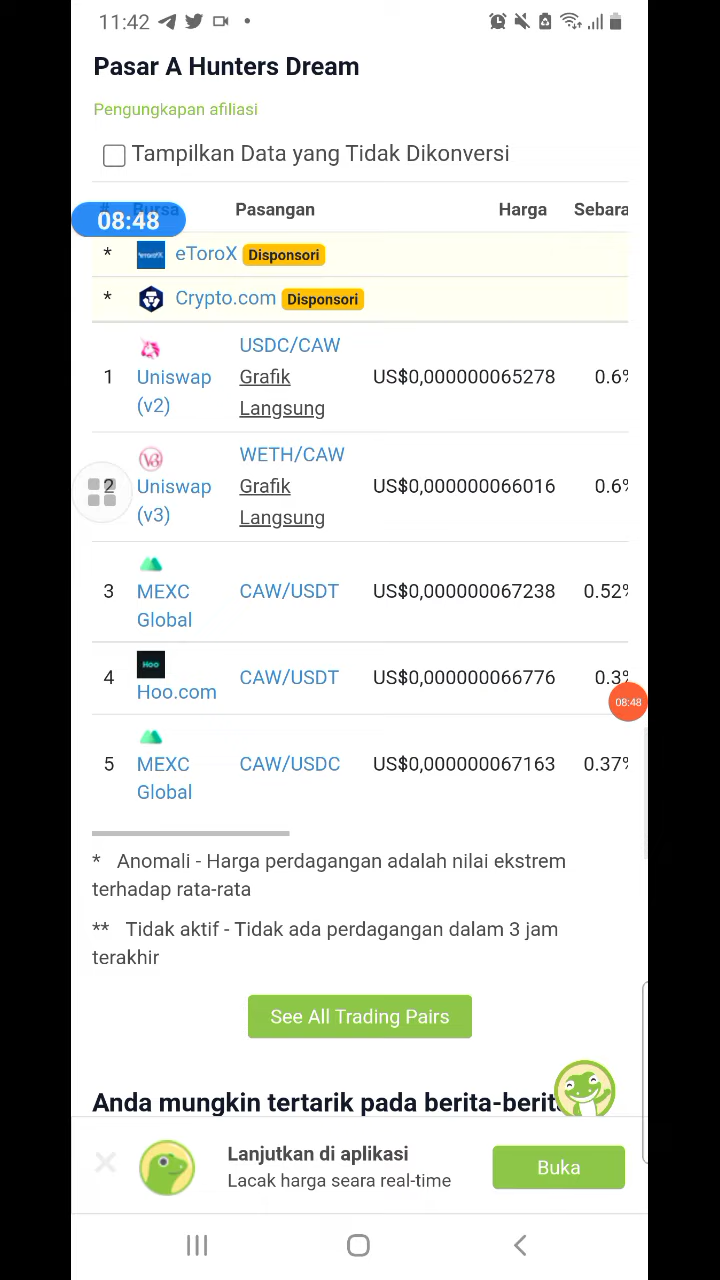 11:42
Pasar A Hunters Dream
Pengungkapan afiliasi
Tampilkan Data yang Tidak Dikonversi
# Bursa Pasangan Harga Sebara
08:48
* eToroX Disponsori
* Crypto.com Disponsori
1 Uniswap (v2) USDC/CAW Grafik Langsung US$0,000000065278 0.6%
2 Uniswap (v3) WETH/CAW Grafik Langsung US$0,000000066016 0.6%
3 MEXC Global CAW/USDT US$0,000000067238 0.52%
4 Hoo.com CAW/USDT US$0,000000066776 0.3%
08:48
5 MEXC Global CAW/USDC US$0,000000067163 0.37%
* Anomali - Harga perdagangan adalah nilai ekstrem
terhadap rata-rata
** Tidak aktif - Tidak ada perdagangan dalam 3 jam
terakhir
See All Trading Pairs
Anda mungkin tertarik pada berita-berit
Lanjutkan di aplikasi
Lacak harga seara real-time
Buka